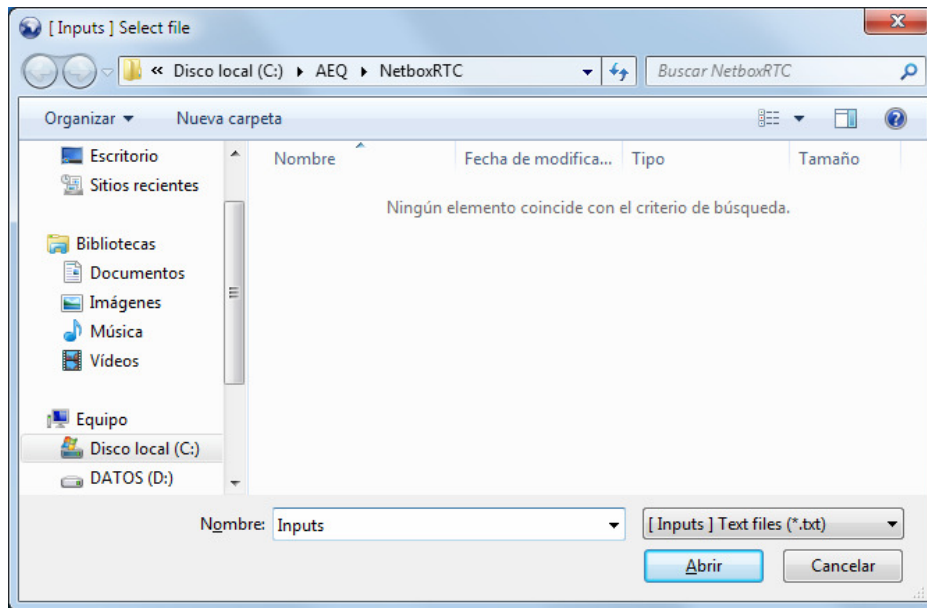 [ Inputs ] Select file
« Disco local (C:) ▸ AEQ ▸ NetboxRTC
Buscar NetboxRTC
Organizar
Nueva carpeta
Escritorio
Sitios recientes
Bibliotecas
Documentos
Imágenes
Música
Vídeos
Equipo
Disco local (C:)
DATOS (D:)
Nombre Fecha de modifica... Tipo Tamaño
Ningún elemento coincide con el criterio de búsqueda.
Nombre: Inputs
[ Inputs ] Text files (*.txt)
Abrir Cancelar